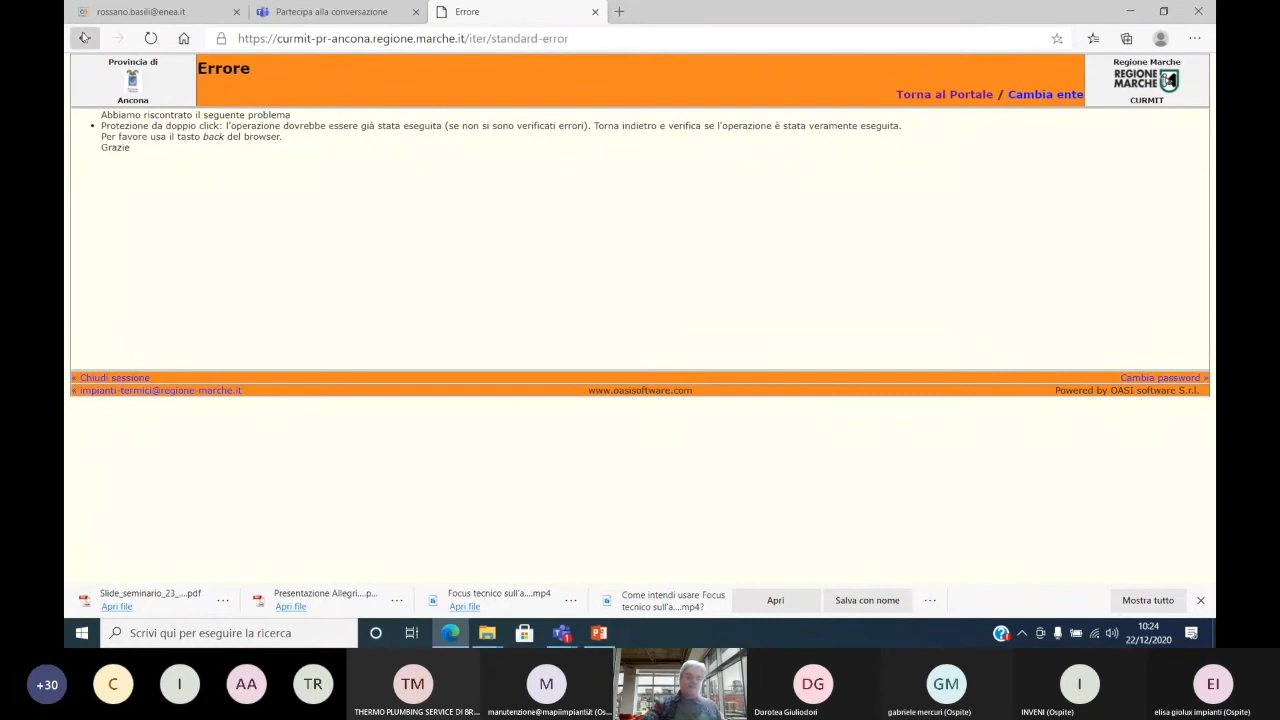 rossano.basili@enea.it
Partecipa alla conversazione
Errore
https://curmit-pr-ancona.regione.marche.it/iter/standard-error
Provincia di
Ancona
Errore
Torna al Portale / Cambia ente
Regione Marche
REGIONE
MARCHE
CURMIT
Abbiamo riscontrato il seguente problema
• Protezione da doppio click: l'operazione dovrebbe essere già stata eseguita (se non si sono verificati errori). Torna indietro e verifica se l'operazione è stata veramente eseguita.
Per favore usa il tasto back del browser.
Grazie
« Chiudi sessione
Cambia password »
« impianti-termici@regione-marche.it
www.oasisoftware.com
Powered by OASI software S.r.l.
Slide_seminario_23_....pdf
Apri file
Presentazione Allegri....p...
Apri file
Focus tecnico sull'a....mp4
Apri file
Come intendi usare Focus
tecnico sull'a....mp4?
Apri
Salva con nome
Mostra tutto
Scrivi qui per eseguire la ricerca
10:24
22/12/2020
+30
C
I
AA
TR
TM
THERMO PLUMBING SERVICE DI BR...
M
manutenzione@mapiimpianti.it (Os...
DG
Dorotea Giuliodori
GM
gabriele mercuri (Ospite)
I
INVENI (Ospite)
EI
elisa giolux impianti (Ospite)